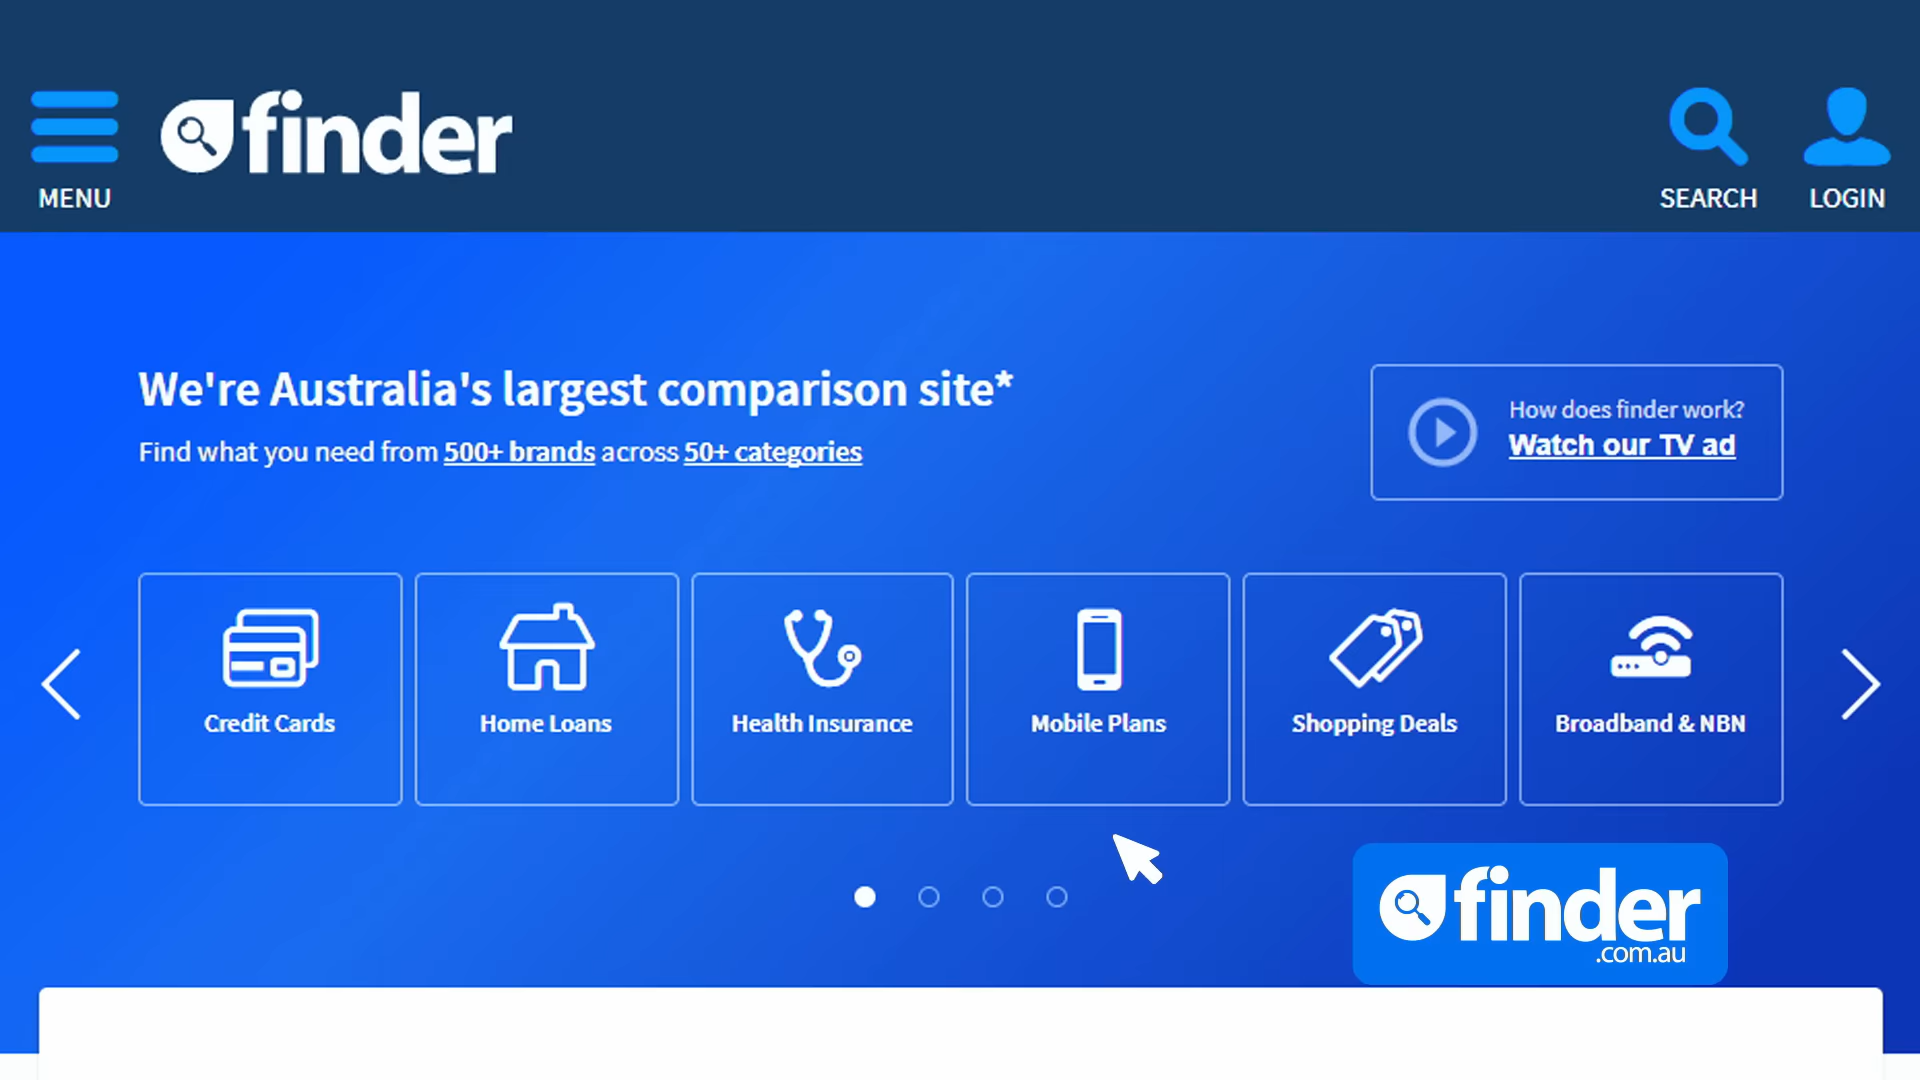 MENU
finder
SEARCH
LOGIN
We're Australia's largest comparison site*
Find what you need from 500+ brands across 50+ categories
How does finder work?
Watch our TV ad
Credit Cards
Home Loans
Health Insurance
Mobile Plans
Shopping Deals
Broadband & NBN
finder
.com.au